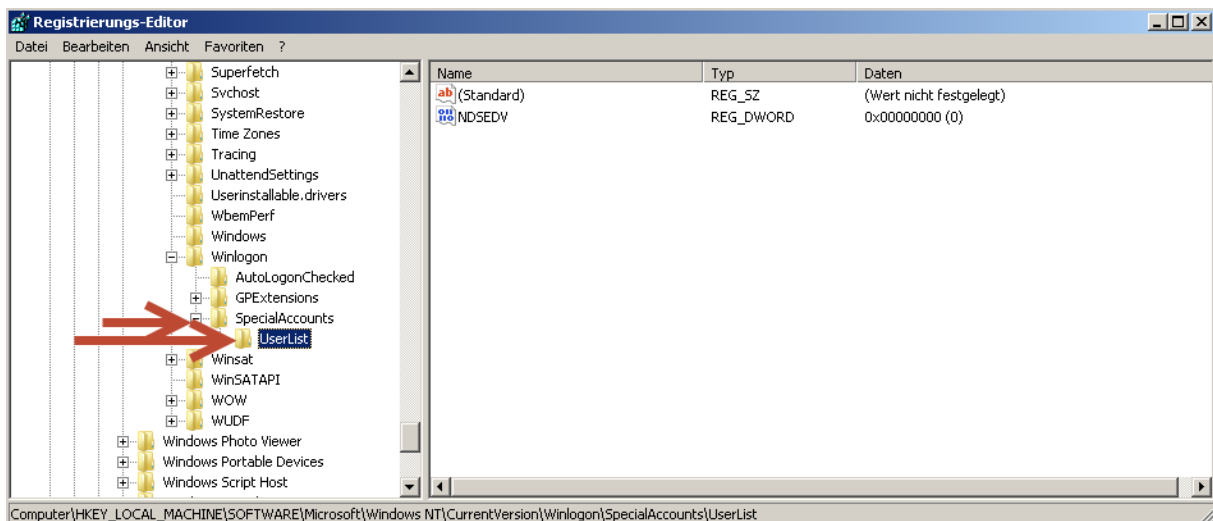 Registrierungs-Editor
Datei Bearbeiten Ansicht Favoriten ?
Superfetch
Svchost
SystemRestore
Time Zones
Tracing
UnattendSettings
Userinstallable.drivers
WbemPerf
Windows
Winlogon
AutoLogonChecked
GPExtensions
SpecialAccounts
UserList
Winsat
WinSATAPI
WOW
WUDF
Windows Photo Viewer
Windows Portable Devices
Windows Script Host
Name Typ Daten
(Standard) REG_SZ (Wert nicht festgelegt)
NDSEDV REG_DWORD 0x00000000 (0)
Computer\HKEY_LOCAL_MACHINE\SOFTWARE\Microsoft\Windows NT\CurrentVersion\Winlogon\SpecialAccounts\UserList